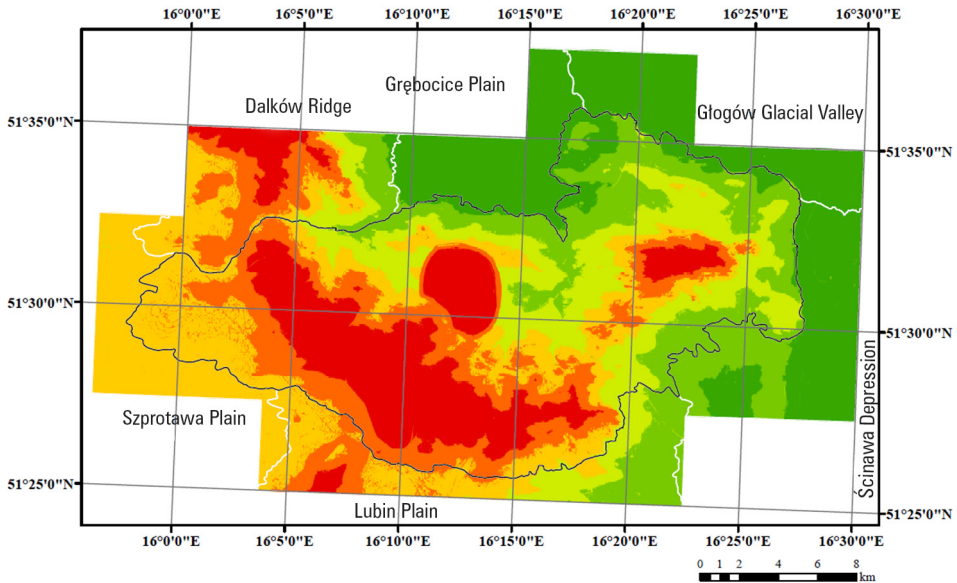 16°0'0"E 16°5'0"E 16°10'0"E 16°15'0"E 16°20'0"E 16°25'0"E 16°30'0"E
Grębocice Plain
Dalków Ridge
Głogów Glacial Valley
51°35'0"N
51°35'0"N
51°30'0"N
51°30'0"N
Szprotawa Plain
Ścinawa Depression
51°25'0"N
Lubin Plain
51°25'0"N
16°0'0"E 16°5'0"E 16°10'0"E 16°15'0"E 16°20'0"E 16°25'0"E 16°30'0"E
0 1 2 4 6 8
km